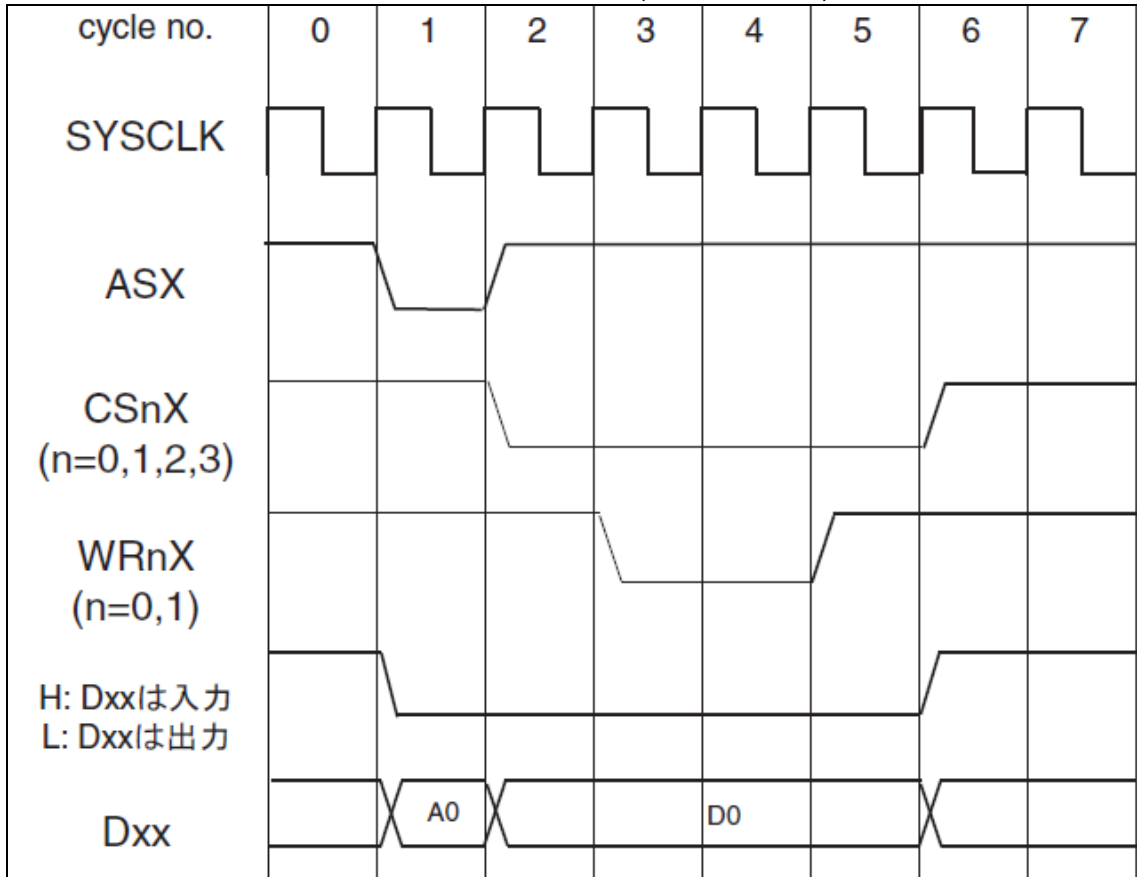 cycle no. 0 1 2 3 4 5 6 7
SYSCLK
ASX
CSnX
(n=0,1,2,3)
WRnX
(n=0,1)
H: Dxxは入力
L: Dxxは出力
Dxx A0 D0